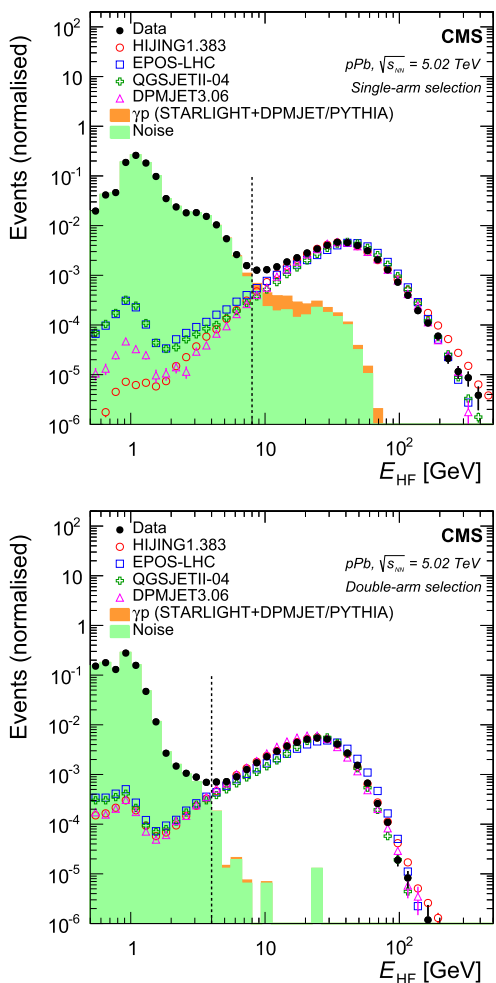 10²
10
1
10⁻¹
10⁻²
10⁻³
10⁻⁴
10⁻⁵
10⁻⁶
Events (normalised)
Data
HIJING1.383
EPOS-LHC
QGSJETII-04
DPMJET3.06
γp (STARLIGHT+DPMJET/PYTHIA)
Noise
CMS
pPb, √s_NN = 5.02 TeV
Single-arm selection
1 10 10²
E_HF [GeV]
10²
10
1
10⁻¹
10⁻²
10⁻³
10⁻⁴
10⁻⁵
10⁻⁶
Events (normalised)
Data
HIJING1.383
EPOS-LHC
QGSJETII-04
DPMJET3.06
γp (STARLIGHT+DPMJET/PYTHIA)
Noise
CMS
pPb, √s_NN = 5.02 TeV
Double-arm selection
1 10 10²
E_HF [GeV]